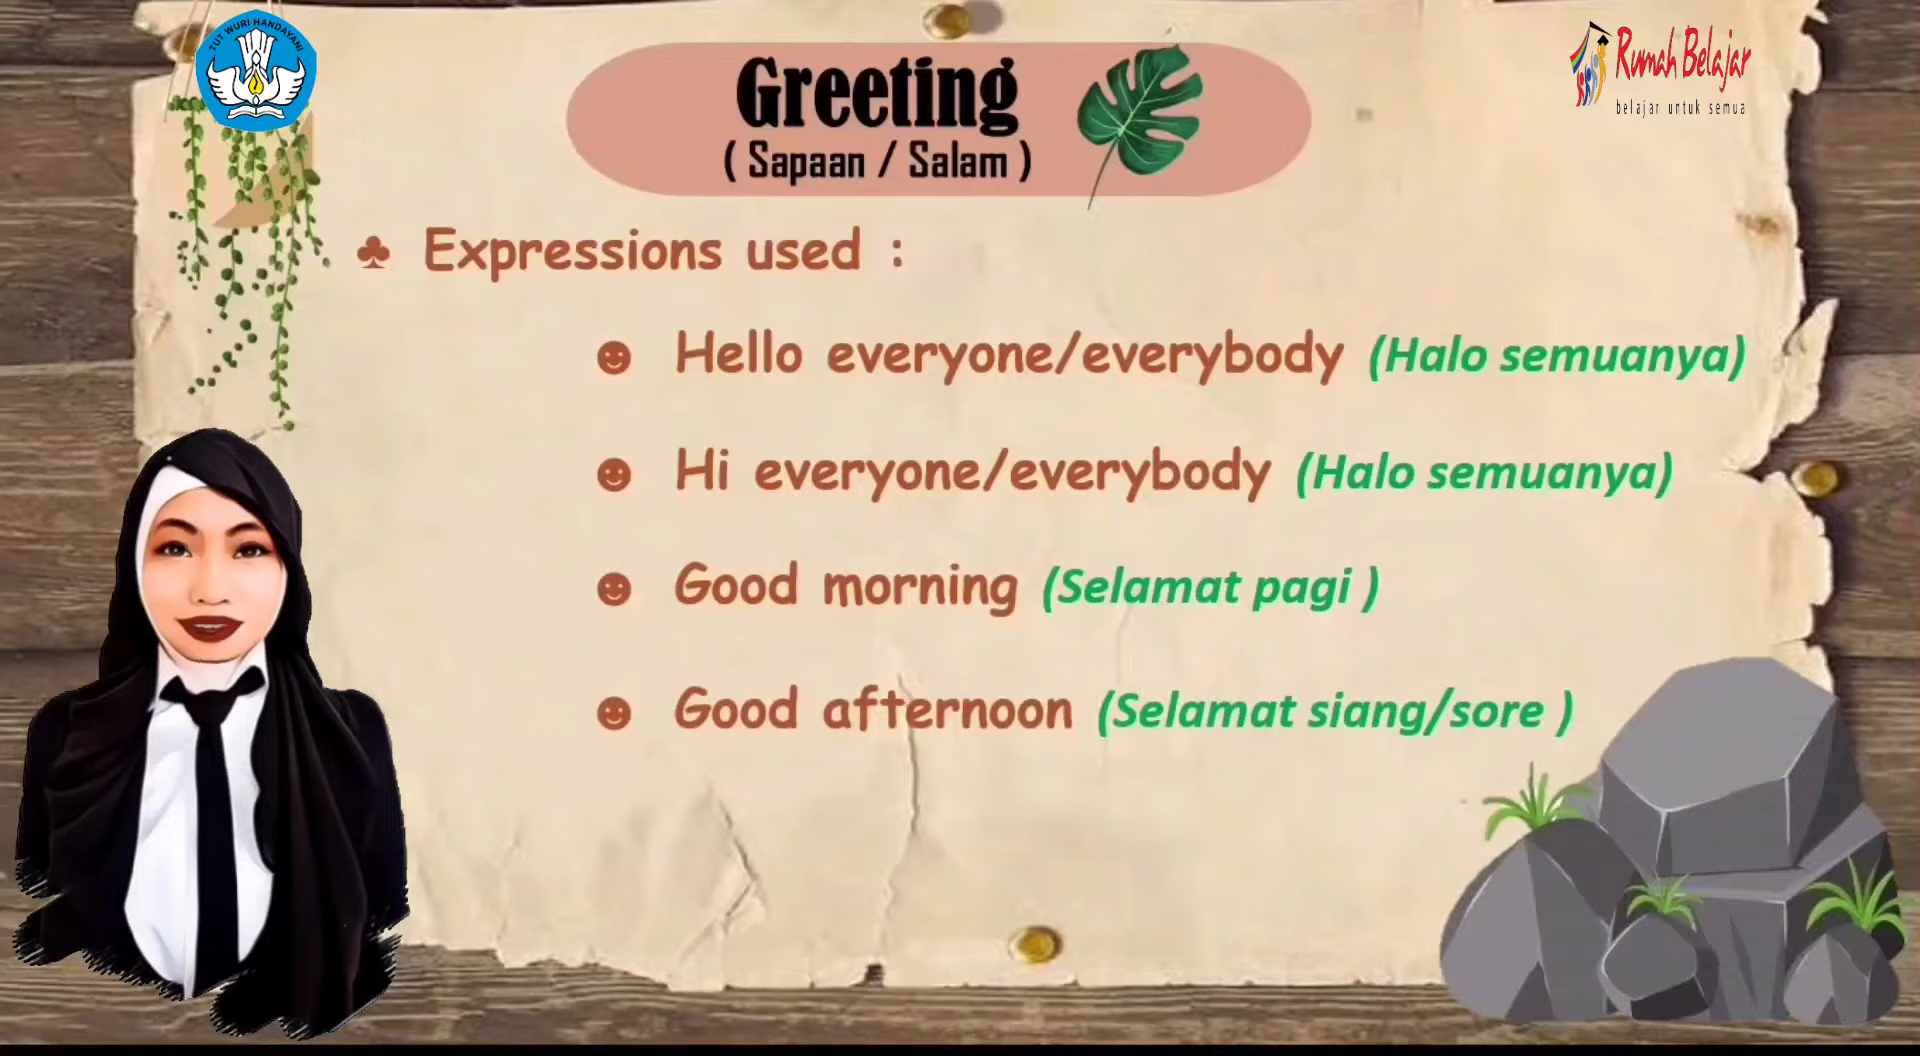 TUT WURI HANDAYANI
Rumah Belajar
belajar untuk semua
Greeting
( Sapaan / Salam )
♣ Expressions used :
☻ Hello everyone/everybody (Halo semuanya)
☻ Hi everyone/everybody (Halo semuanya)
☻ Good morning (Selamat pagi )
☻ Good afternoon (Selamat siang/sore )